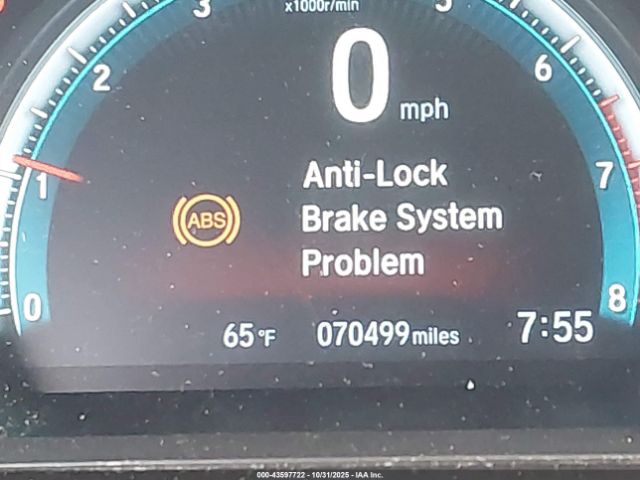 3
x1000r/min
5
2
0 mph
6
Anti-Lock
1
7
ABS
Brake System
Problem
0
8
65°F
070499 miles
7:55
000-43597722 - 10/31/2025 - IAA Inc.